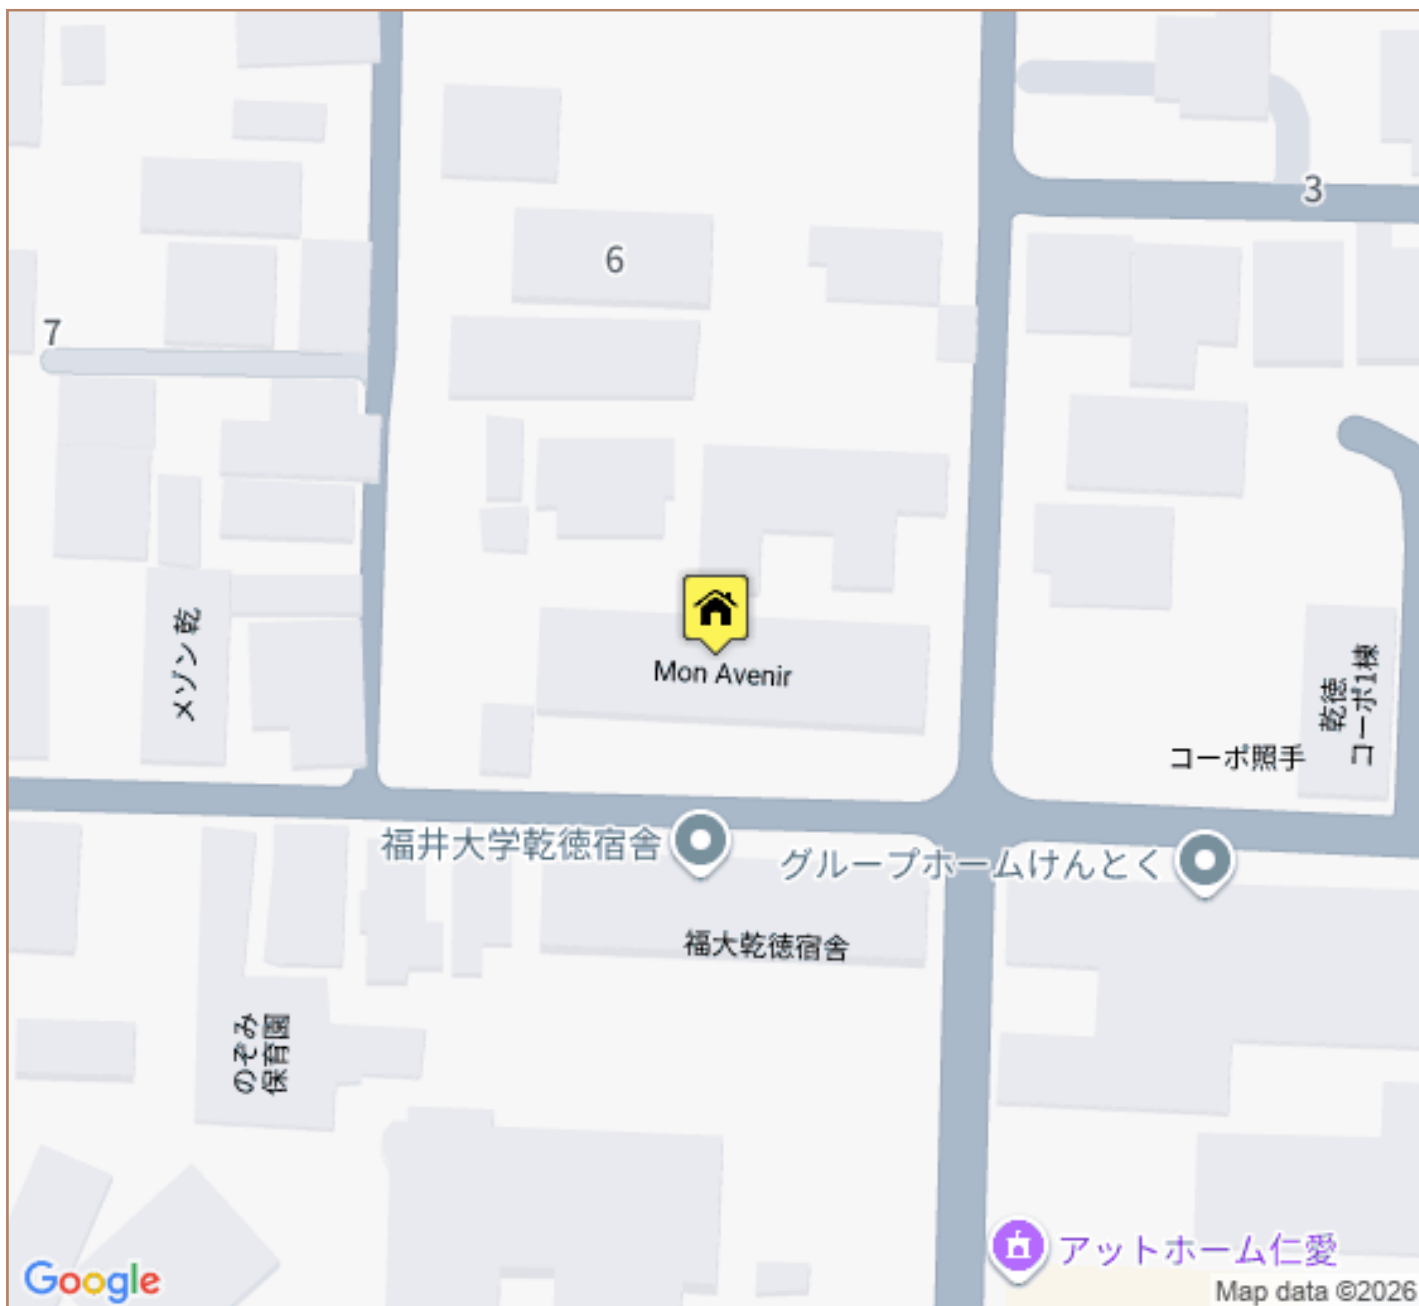 3
6
7
Mon Avenir
メゾン乾
乾徳
コーポ1棟
コーポ照手
福井大学乾徳宿舎
グループホームけんとく
福大乾徳宿舎
のぞみ
保育園
アットホーム仁愛
Google
Map data ©2026